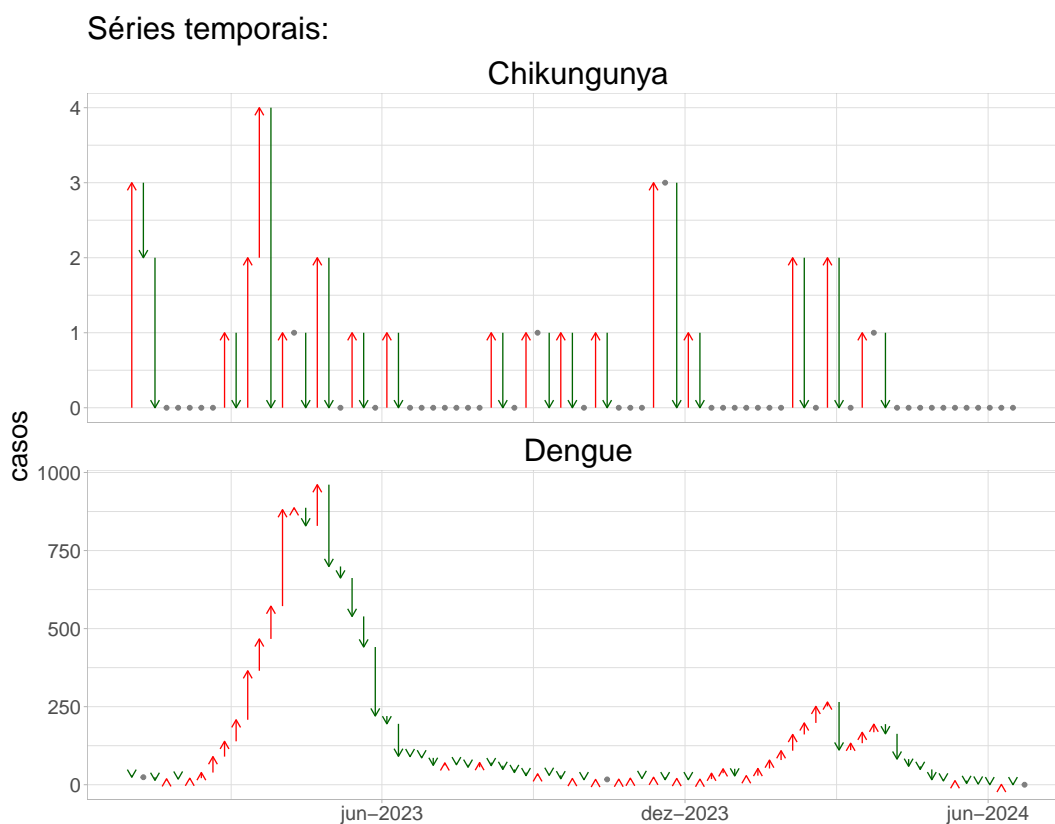 Séries temporais:
Chikungunya
4
3
2
1
0
casos
Dengue
1000
750
500
250
0
jun−2023
dez−2023
jun−2024